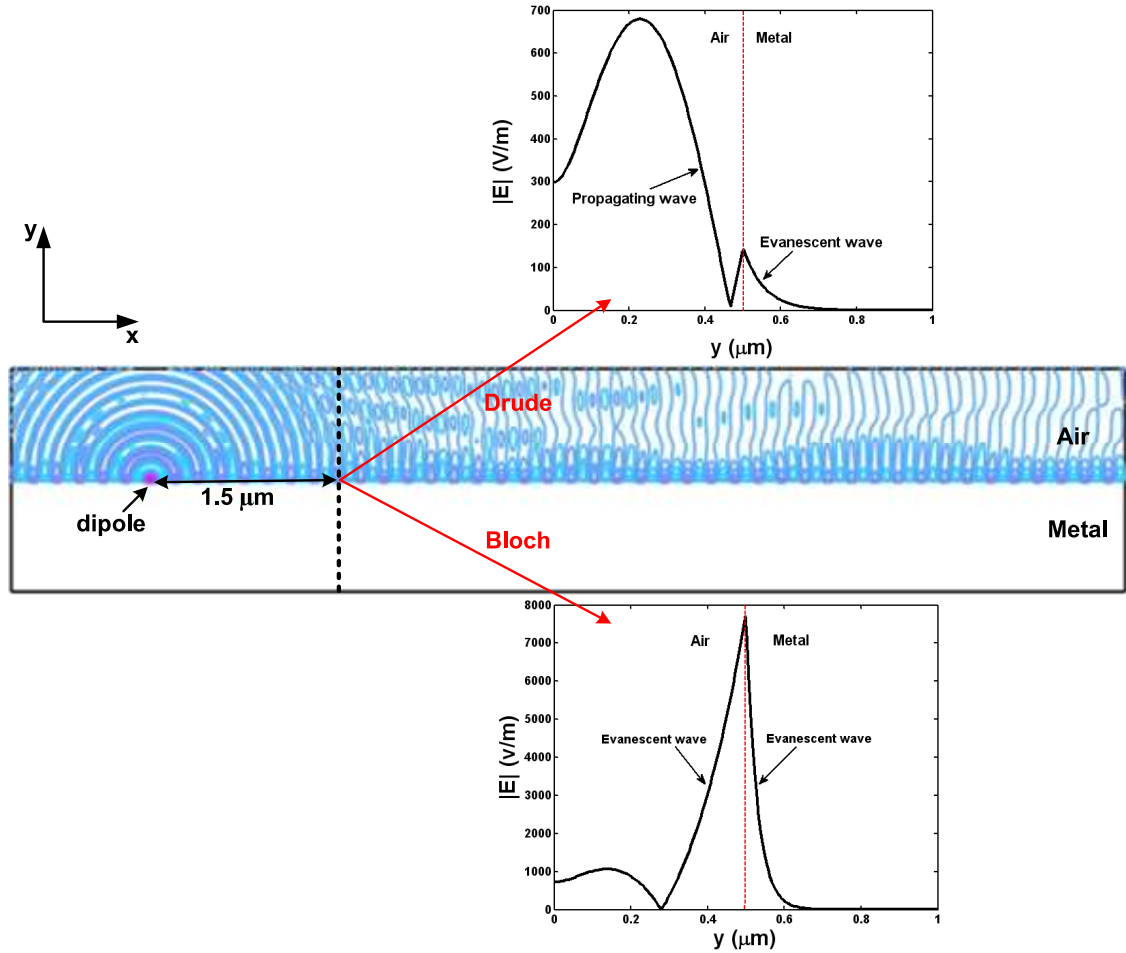 700
600
500
400
300
200
100
0
|E| (V/m)
Air
Metal
Propagating wave
Evanescent wave
0
0.2
0.4
0.6
0.8
1
y (μm)
y
x
Drude
Air
1.5 μm
dipole
Bloch
Metal
8000
7000
6000
5000
4000
3000
2000
1000
0
|E| (v/m)
Air
Metal
Evanescent wave
Evanescent wave
0
0.2
0.4
0.6
0.8
1
y (μm)